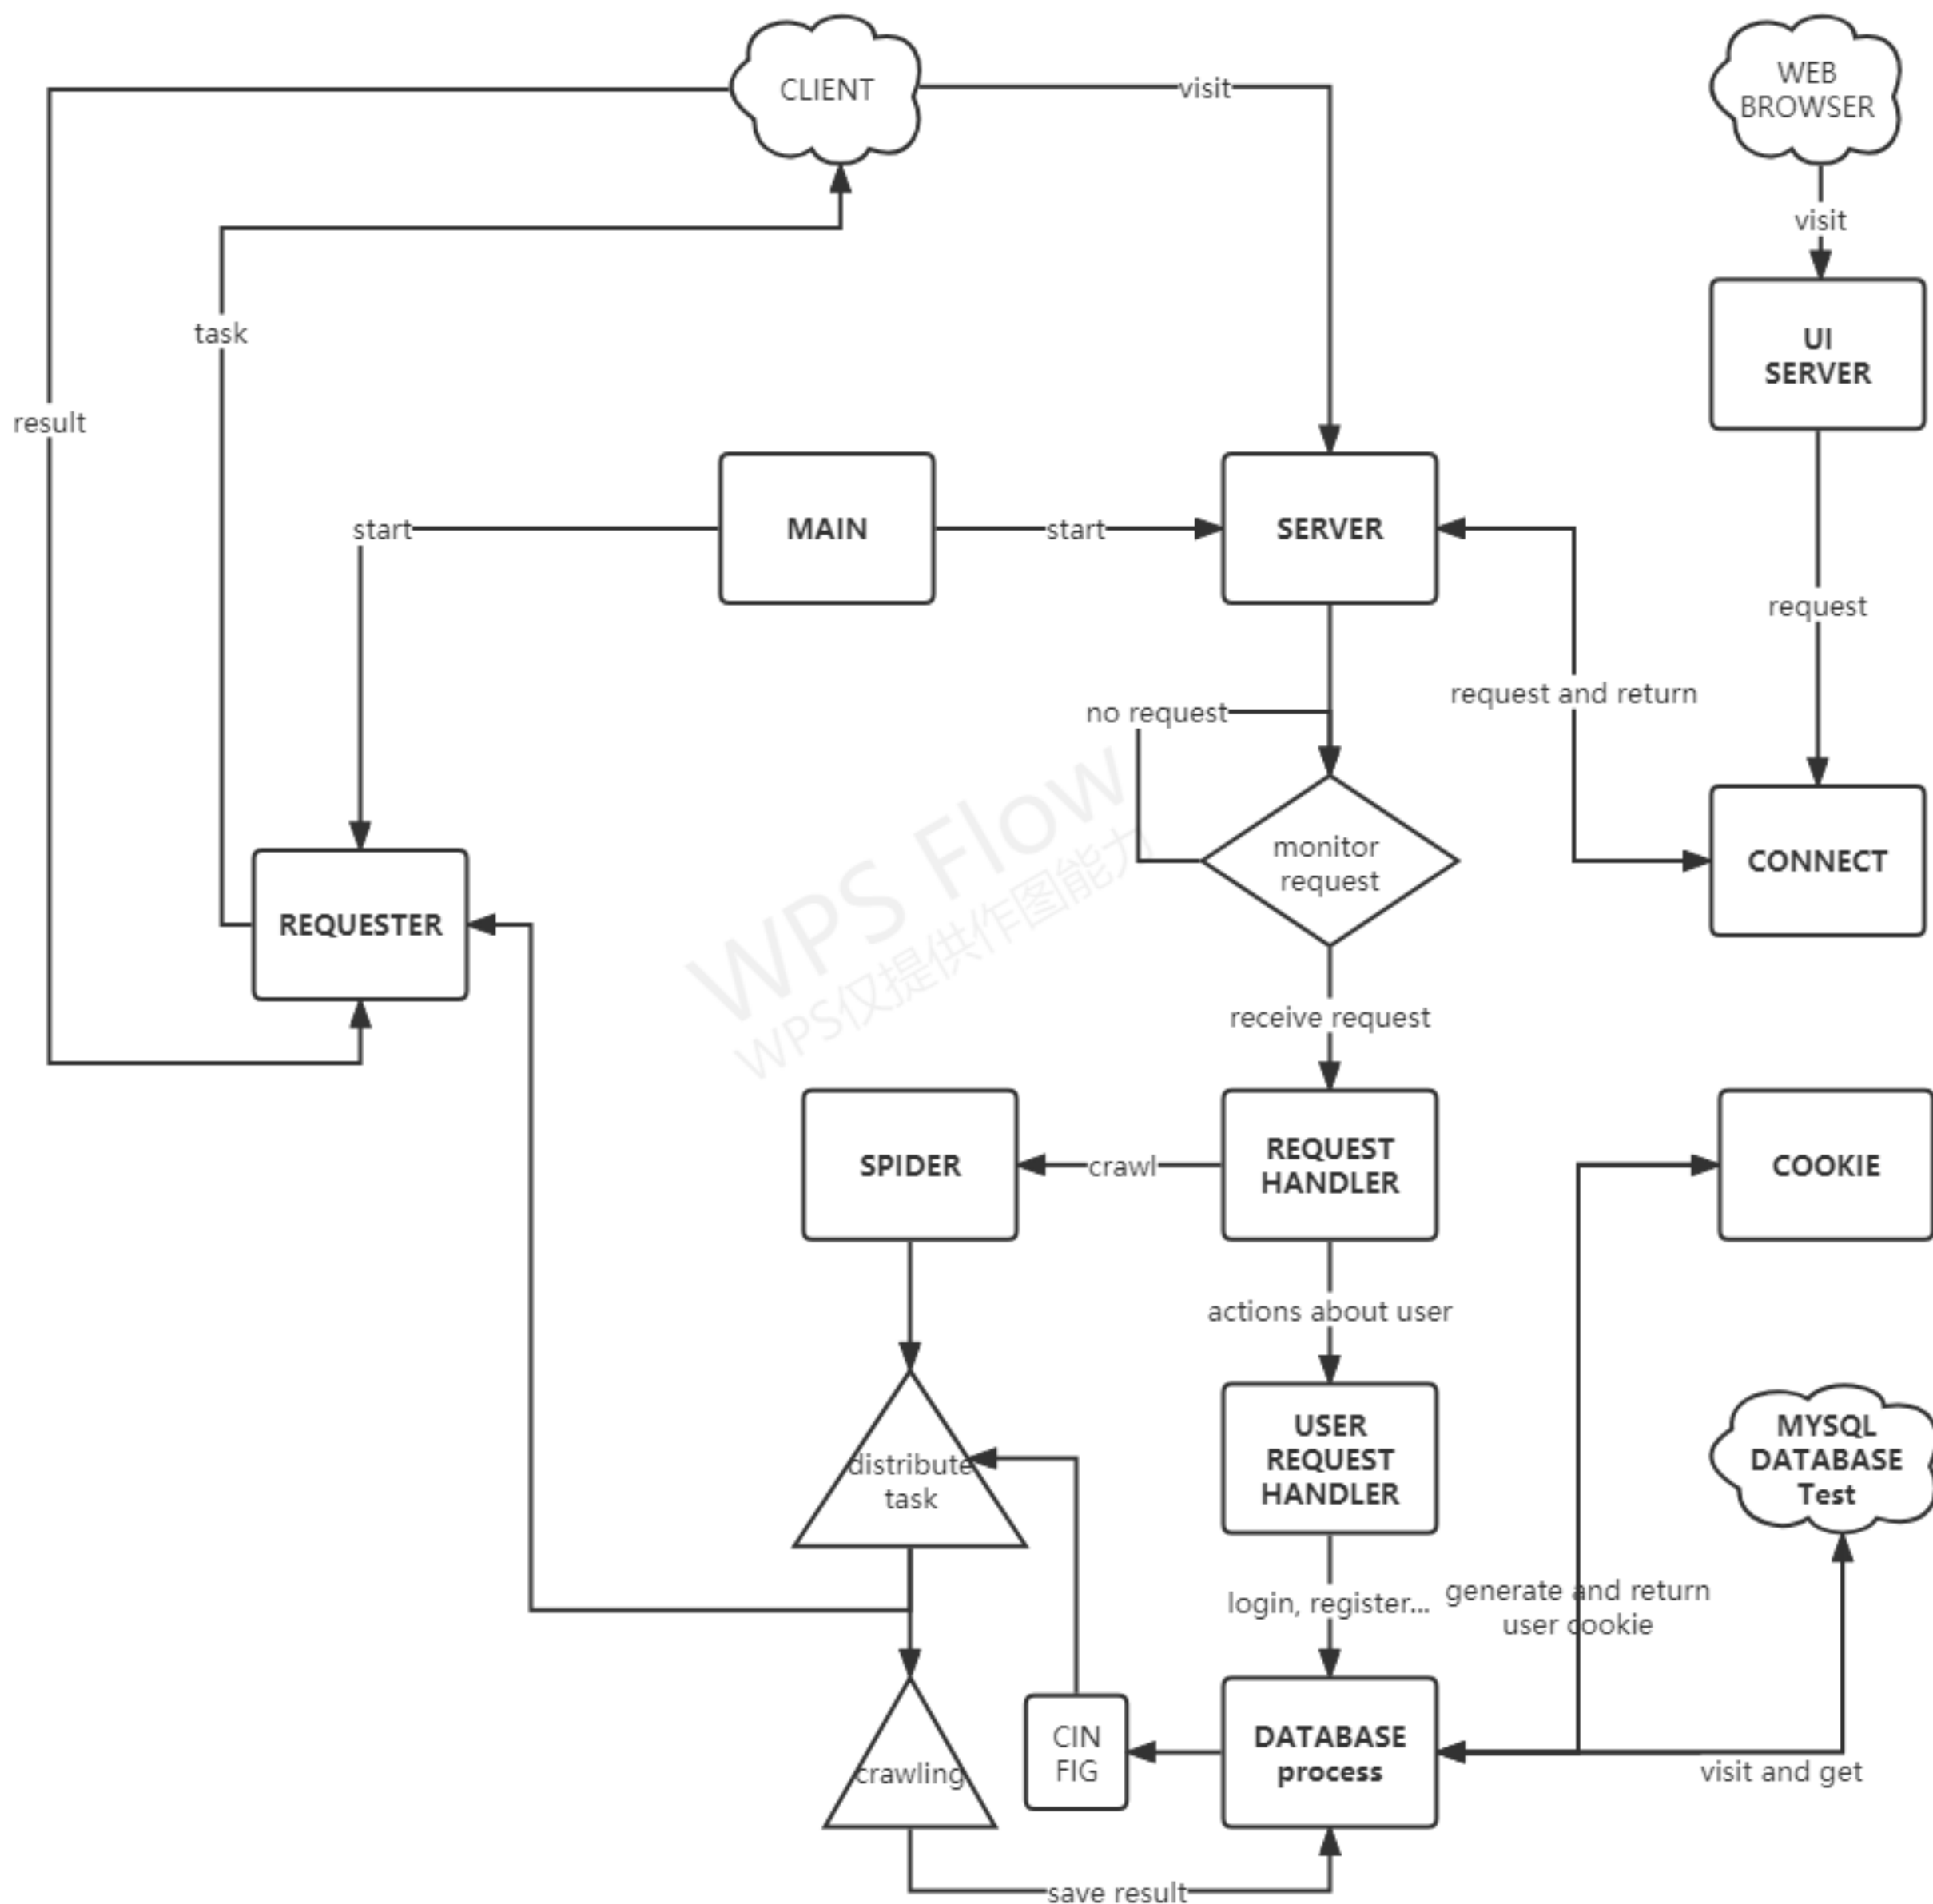 CLIENT
visit
WEB
BROWSER
visit
task
UI
SERVER
result
start
MAIN
start
SERVER
request
request and return
no request
monitor
request
CONNECT
REQUESTER
WPS Flow
WPS仅提供作图能力
receive request
SPIDER
crawl
REQUEST
HANDLER
COOKIE
actions about user
distribute
task
USER
REQUEST
HANDLER
MYSQL
DATABASE
Test
login, register...
generate and return
user cookie
crawling
CIN
FIG
DATABASE
process
visit and get
save result